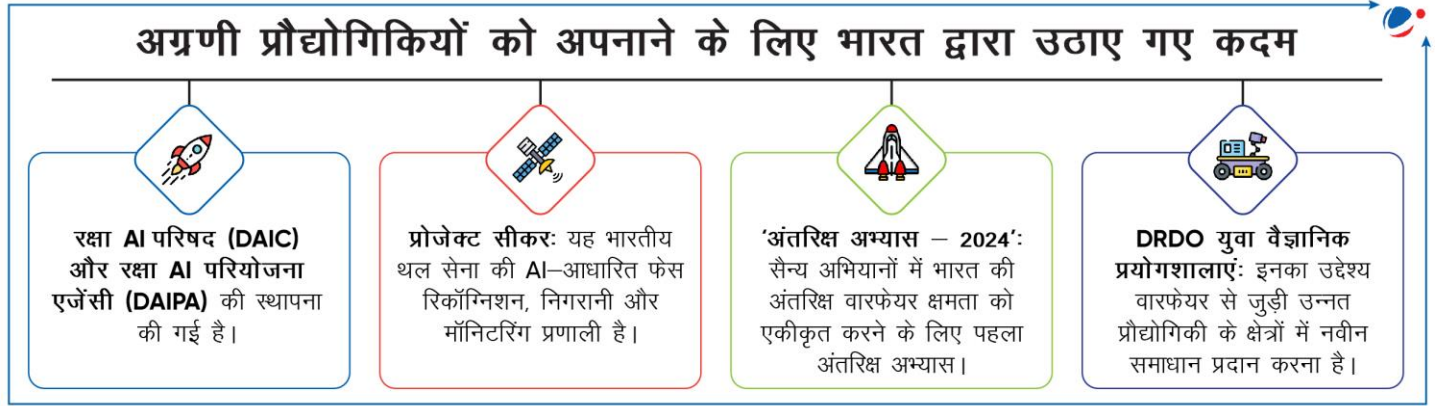 अग्रणी प्रौद्योगिकियों को अपनाने के लिए भारत द्वारा उठाए गए कदम
रक्षा AI परिषद (DAIC)
और रक्षा AI परियोजना
एजेंसी (DAIPA) की स्थापना
की गई है।
प्रोजेक्ट सीकरः यह भारतीय
थल सेना की AI–आधारित फेस
रिकॉग्निशन, निगरानी और
मॉनिटरिंग प्रणाली है।
'अंतरिक्ष अभ्यास – 2024':
सैन्य अभियानों में भारत की
अंतरिक्ष वारफेयर क्षमता को
एकीकृत करने के लिए पहला
अंतरिक्ष अभ्यास।
DRDO युवा वैज्ञानिक
प्रयोगशालाएंः इनका उद्देश्य
वारफेयर से जुड़ी उन्नत
प्रौद्योगिकी के क्षेत्रों में नवीन
समाधान प्रदान करना है।